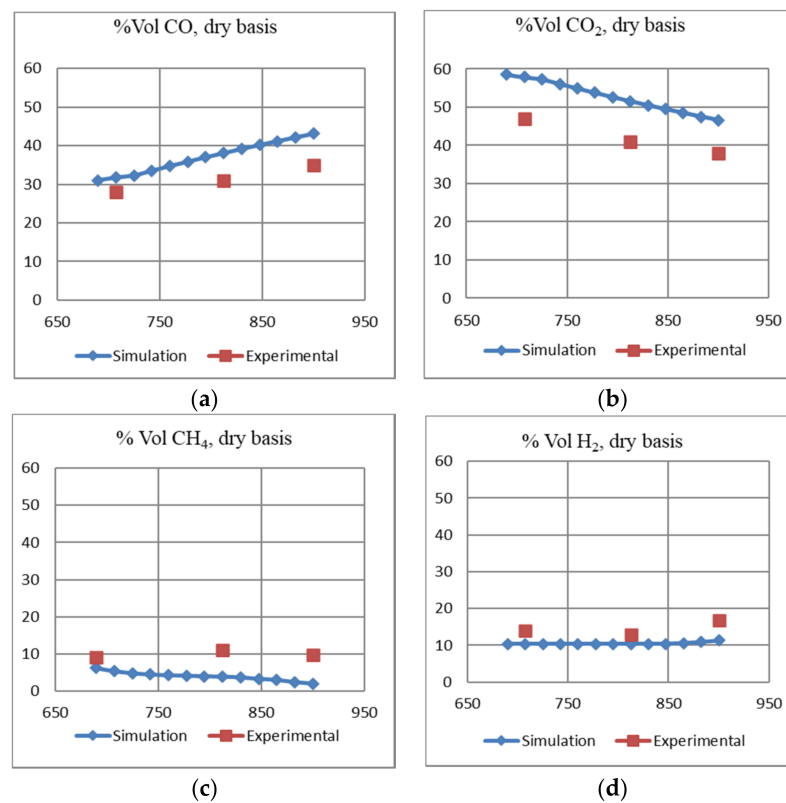 %Vol CO, dry basis
60
50
40
30
20
10
0
650 750 850 950
Simulation Experimental
(a)
%Vol CO₂, dry basis
60
50
40
30
20
10
0
650 750 850 950
Simulation Experimental
(b)
% Vol CH₄, dry basis
60
50
40
30
20
10
0
650 750 850 950
Simulation Experimental
(c)
% Vol H₂, dry basis
60
50
40
30
20
10
0
650 750 850 950
Simulation Experimental
(d)